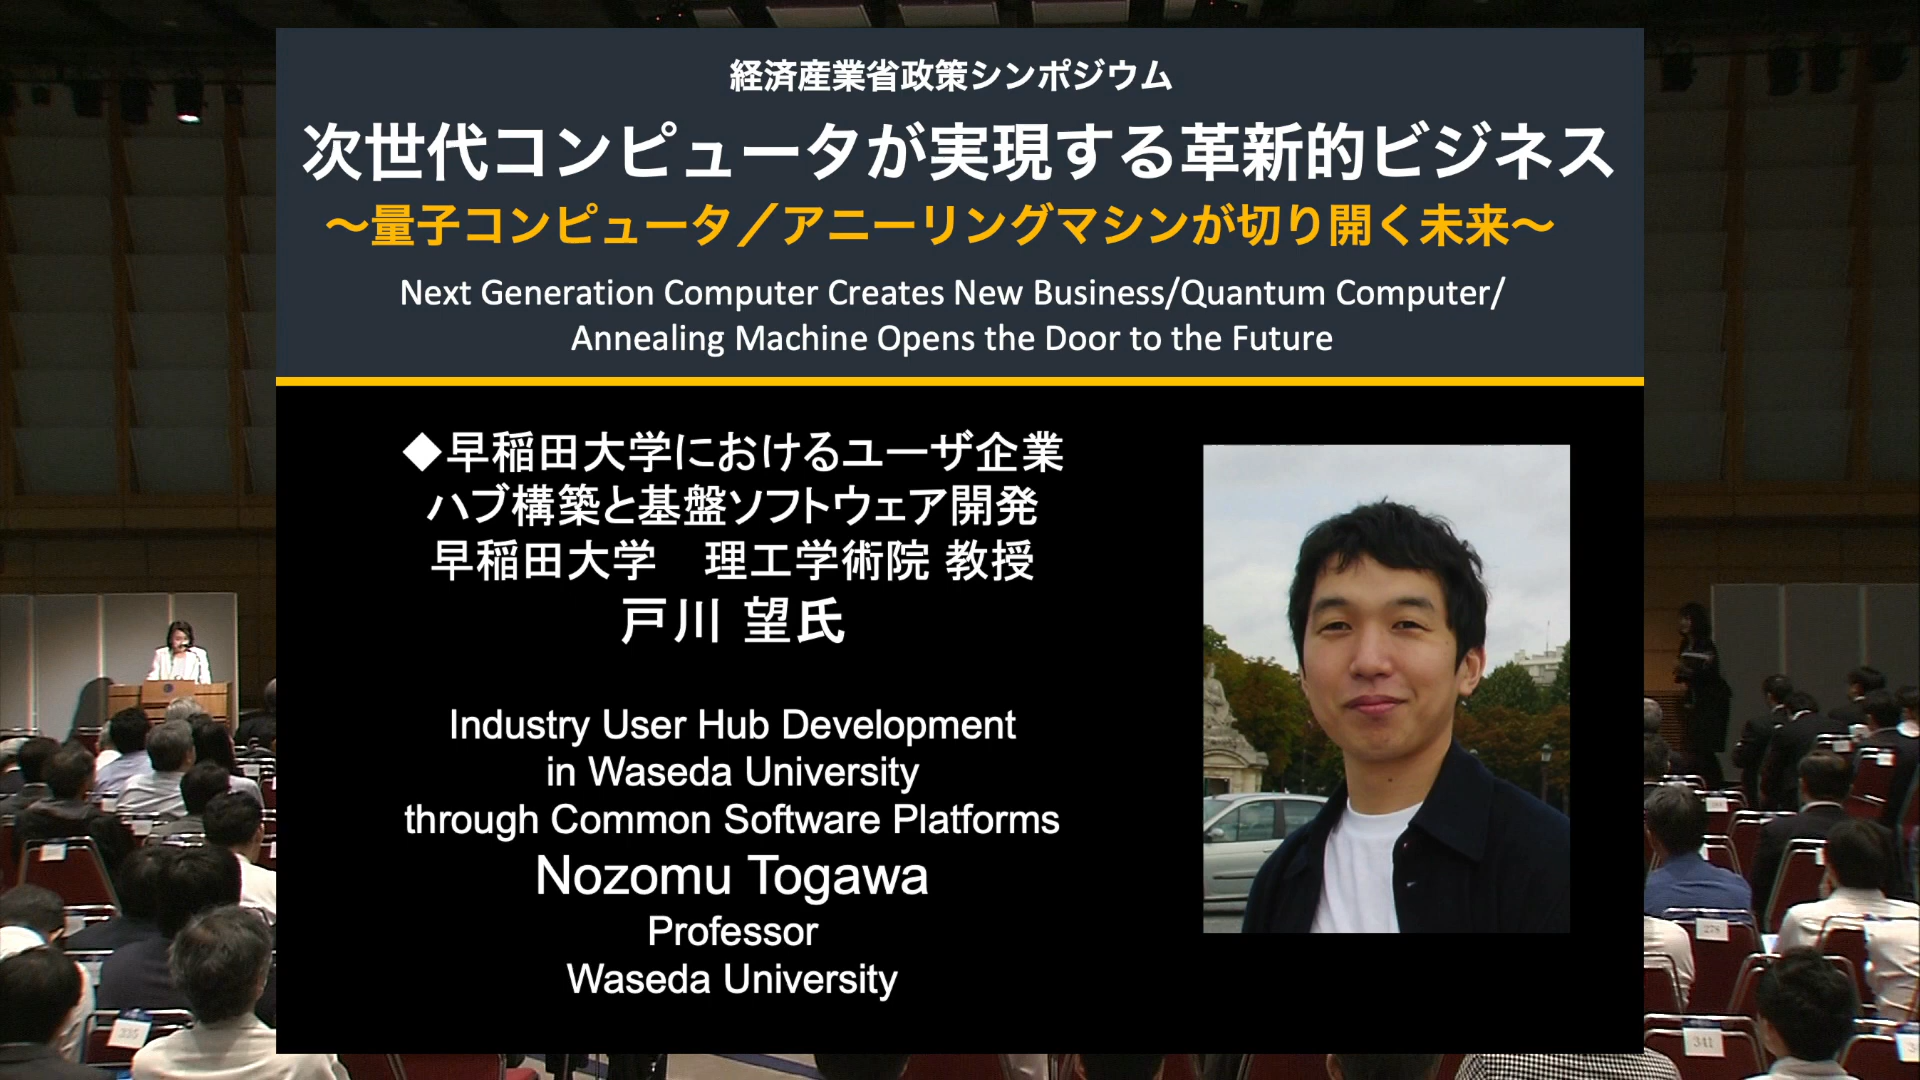 経済産業省政策シンポジウム
次世代コンピュータが実現する革新的ビジネス
～量子コンピュータ／アニーリングマシンが切り開く未来～
Next Generation Computer Creates New Business/Quantum Computer/
Annealing Machine Opens the Door to the Future
◆早稲田大学におけるユーザ企業
ハブ構築と基盤ソフトウェア開発
早稲田大学　理工学術院 教授
戸川 望氏
Industry User Hub Development
in Waseda University
through Common Software Platforms
Nozomu Togawa
Professor
Waseda University
278
335
341